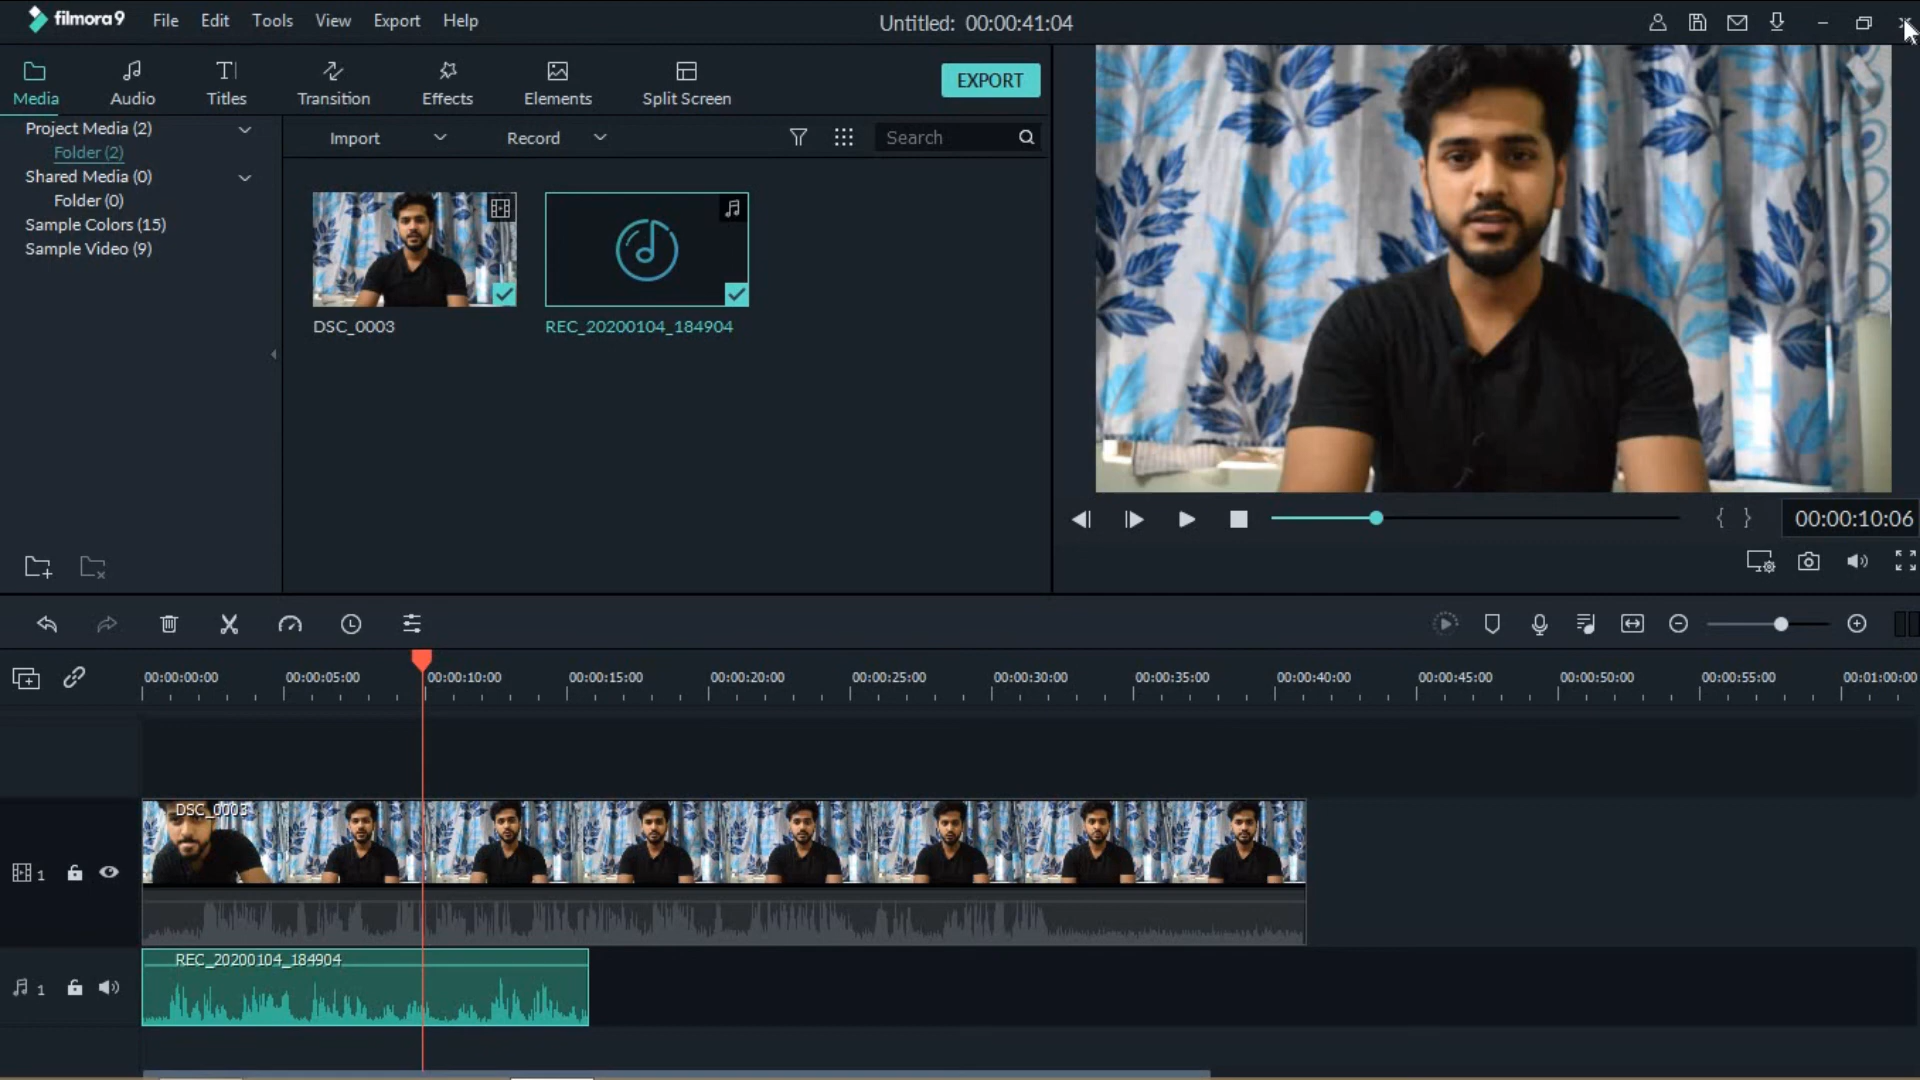 filmora9 File Edit Tools View Export Help Untitled: 00:00:41:04
Media Audio Titles Transition Effects Elements Split Screen EXPORT
Project Media (2)
Folder (2)
Shared Media (0)
Folder (0)
Sample Colors (15)
Sample Video (9)
Import Record Search
DSC_0003 REC_20200104_184904
00:00:10:06
00:00:00:00 00:00:05:00 00:00:10:00 00:00:15:00 00:00:20:00 00:00:25:00 00:00:30:00 00:00:35:00 00:00:40:00 00:00:45:00 00:00:50:00 00:00:55:00 00:01:00:00
DSC_0003
1
REC_20200104_184904
1